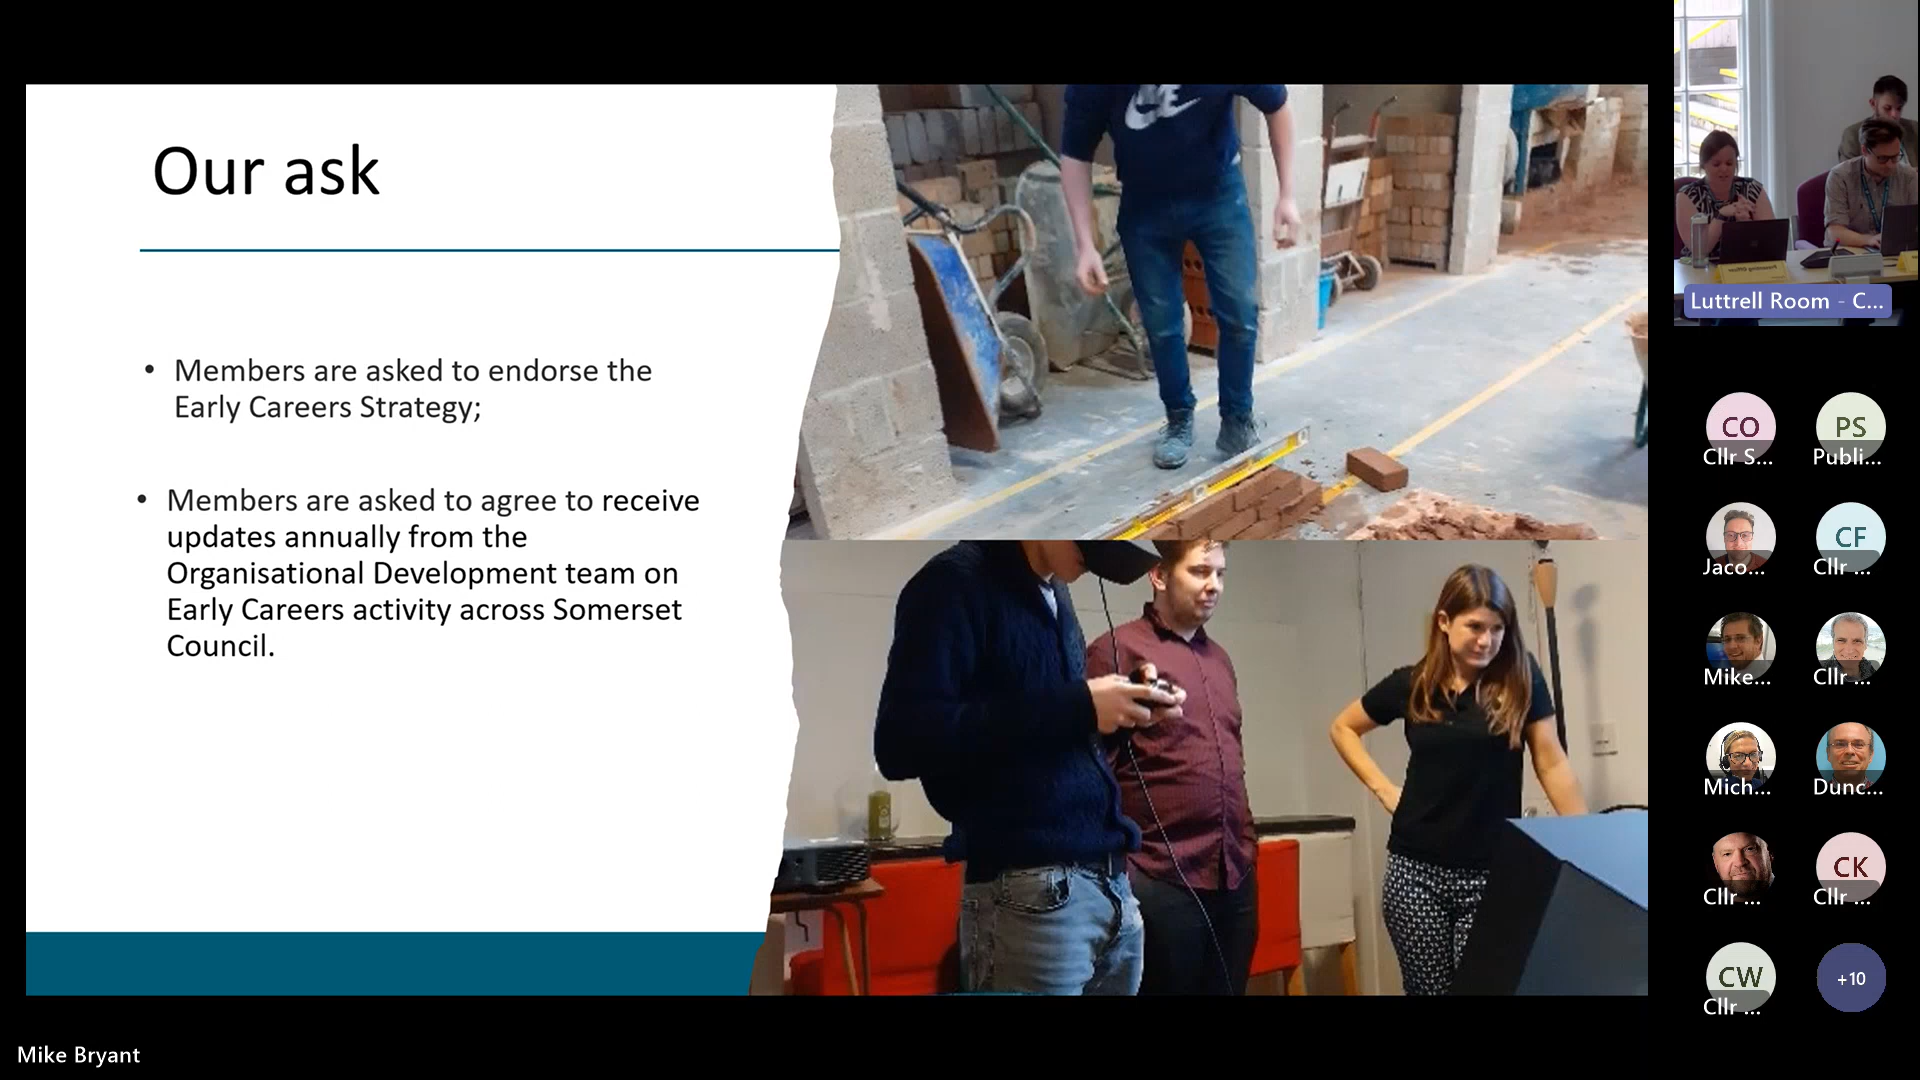 Our ask
• Members are asked to endorse the
Early Careers Strategy;
• Members are asked to agree to receive
updates annually from the
Organisational Development team on
Early Careers activity across Somerset
Council.
Luttrell Room - C...
CO
Cllr S...
PS
Publi...
Jaco...
CF
Cllr ...
Mike...
Cllr ...
Mich...
Dunc...
Cllr ...
CK
Cllr ...
CW
Cllr ...
+10
Mike Bryant